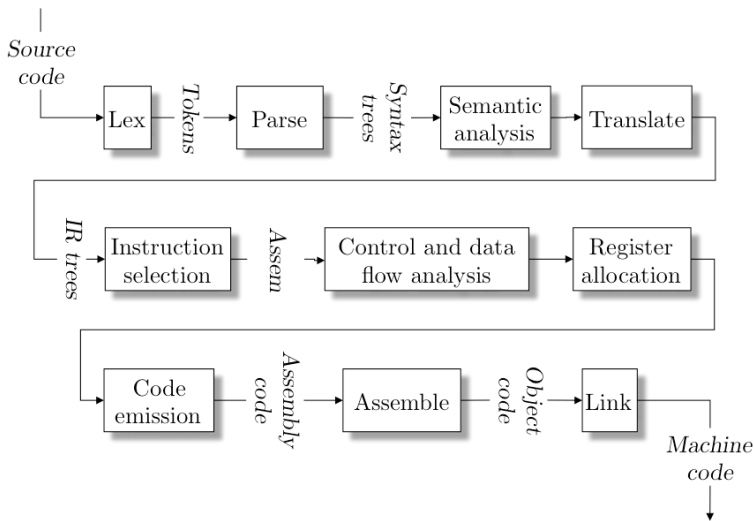 Source
code
Lex
Tokens
Parse
Syntax
trees
Semantic
analysis
Translate
IR trees
Instruction
selection
Assem
Control and data
flow analysis
Register
allocation
Code
emission
Assembly
code
Assemble
Object
code
Link
Machine
code